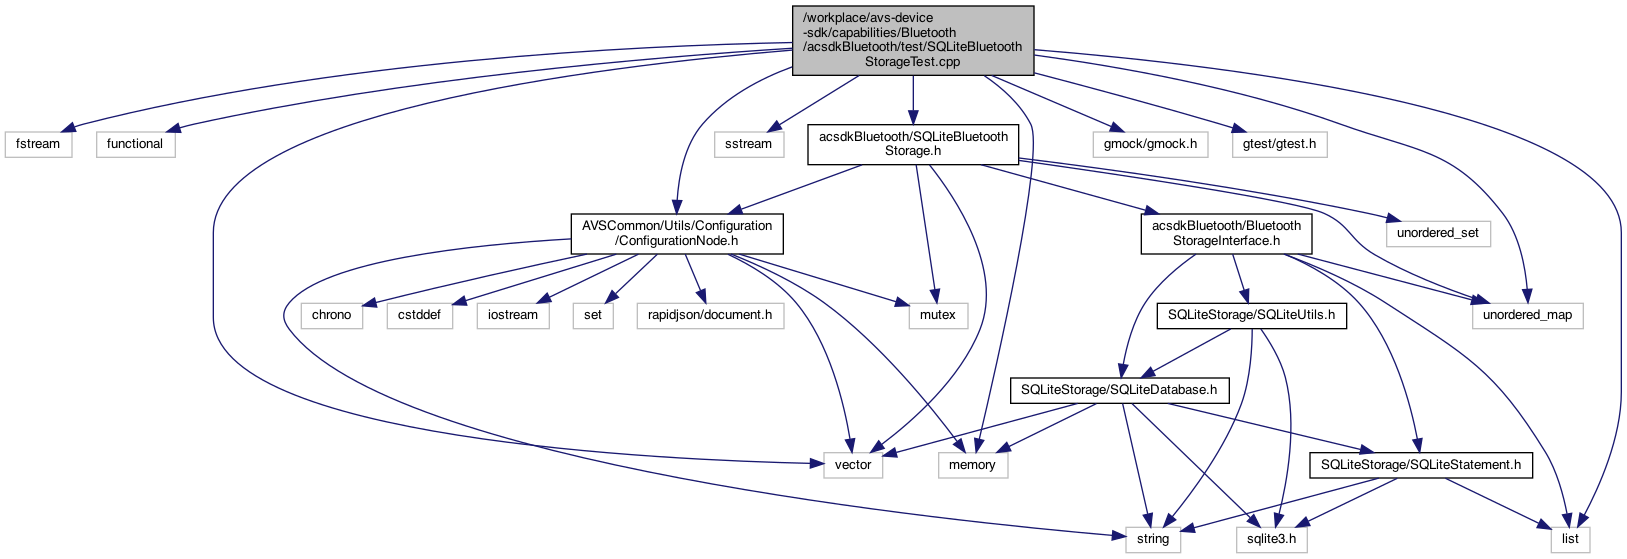 /workplace/avs-device
-sdk/capabilities/Bluetooth
/acsdkBluetooth/test/SQLiteBluetooth
StorageTest.cpp
fstream
functional
sstream
acsdkBluetooth/SQLiteBluetooth
Storage.h
gmock/gmock.h
gtest/gtest.h
AVSCommon/Utils/Configuration
/ConfigurationNode.h
acsdkBluetooth/Bluetooth
StorageInterface.h
unordered_set
chrono
cstddef
iostream
set
rapidjson/document.h
mutex
SQLiteStorage/SQLiteUtils.h
unordered_map
SQLiteStorage/SQLiteDatabase.h
vector
memory
SQLiteStorage/SQLiteStatement.h
string
sqlite3.h
list